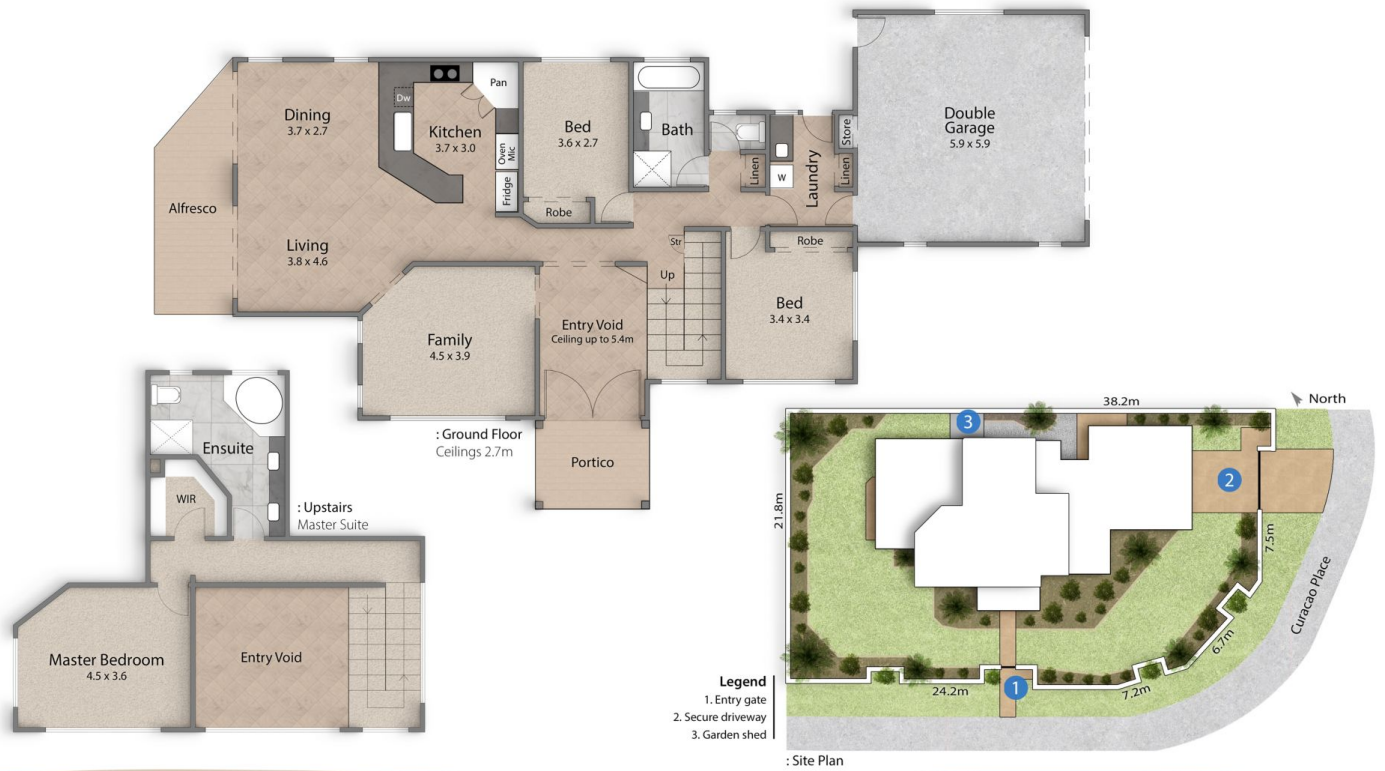 Dining
3.7 x 2.7
Dw
Kitchen
3.7 x 3.0
Pan
Oven
Mic
Fridge
Bed
3.6 x 2.7
Robe
Bath
Linen
W
Laundry
Store
Linen
Double
Garage
5.9 x 5.9
Alfresco
Living
3.8 x 4.6
Str
Up
Robe
Bed
3.4 x 3.4
Family
4.5 x 3.9
Entry Void
Ceiling up to 5.4m
Portico
: Ground Floor
Ceilings 2.7m
Ensuite
WIR
: Upstairs
Master Suite
Master Bedroom
4.5 x 3.6
Entry Void
38.2m
North
3
2
21.8m
7.5m
6.7m
Curacao Place
24.2m
1
7.2m
Legend
1. Entry gate
2. Secure driveway
3. Garden shed
: Site Plan